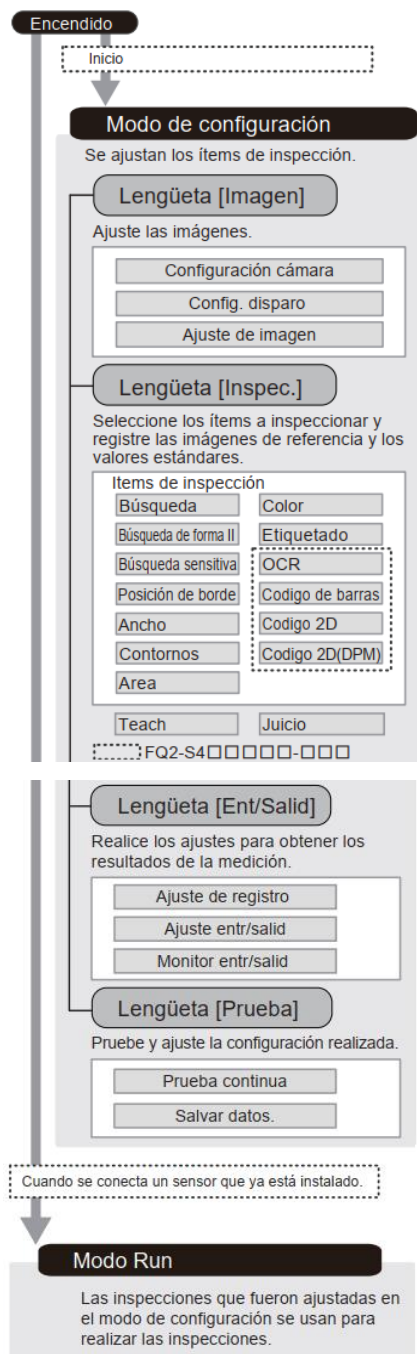 Encendido
Inicio
Modo de configuración
Se ajustan los ítems de inspección.
Lengüeta [Imagen]
Ajuste las imágenes.
Configuración cámara
Config. disparo
Ajuste de imagen
Lengüeta [Inspec.]
Seleccione los ítems a inspeccionar y
registre las imágenes de referencia y los
valores estándares.
Items de inspección
Búsqueda
Color
Búsqueda de forma II
Etiquetado
Búsqueda sensitiva
OCR
Posición de borde
Codigo de barras
Ancho
Codigo 2D
Contornos
Codigo 2D(DPM)
Area
Teach
Juicio
FQ2-S4□□□□□-□□□
Lengüeta [Ent/Salid]
Realice los ajustes para obtener los
resultados de la medición.
Ajuste de registro
Ajuste entr/salid
Monitor entr/salid
Lengüeta [Prueba]
Pruebe y ajuste la configuración realizada.
Prueba continua
Salvar datos.
Cuando se conecta un sensor que ya está instalado.
Modo Run
Las inspecciones que fueron ajustadas en
el modo de configuración se usan para
realizar las inspecciones.